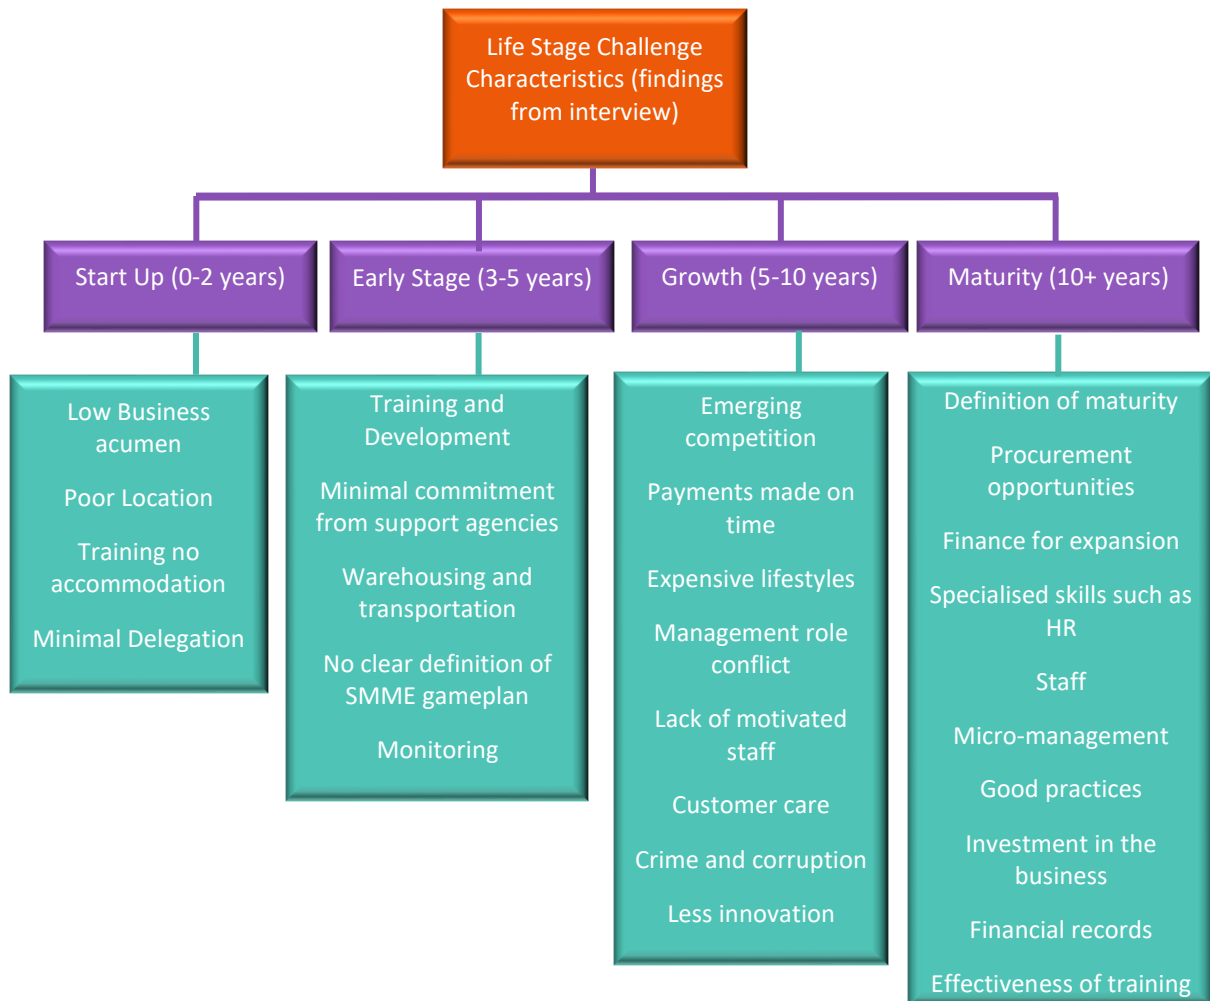 Life Stage Challenge
Characteristics (findings
from interview)
Start Up (0-2 years)
Early Stage (3-5 years)
Growth (5-10 years)
Maturity (10+ years)
Low Business
acumen
Poor Location
Training no
accommodation
Minimal Delegation
Training and
Development
Minimal commitment
from support agencies
Warehousing and
transportation
No clear definition of
SMME gameplan
Monitoring
Emerging
competition
Payments made on
time
Expensive lifestyles
Management role
conflict
Lack of motivated
staff
Customer care
Crime and corruption
Less innovation
Definition of maturity
Procurement
opportunities
Finance for expansion
Specialised skills such as
HR
Staff
Micro-management
Good practices
Investment in the
business
Financial records
Effectiveness of training